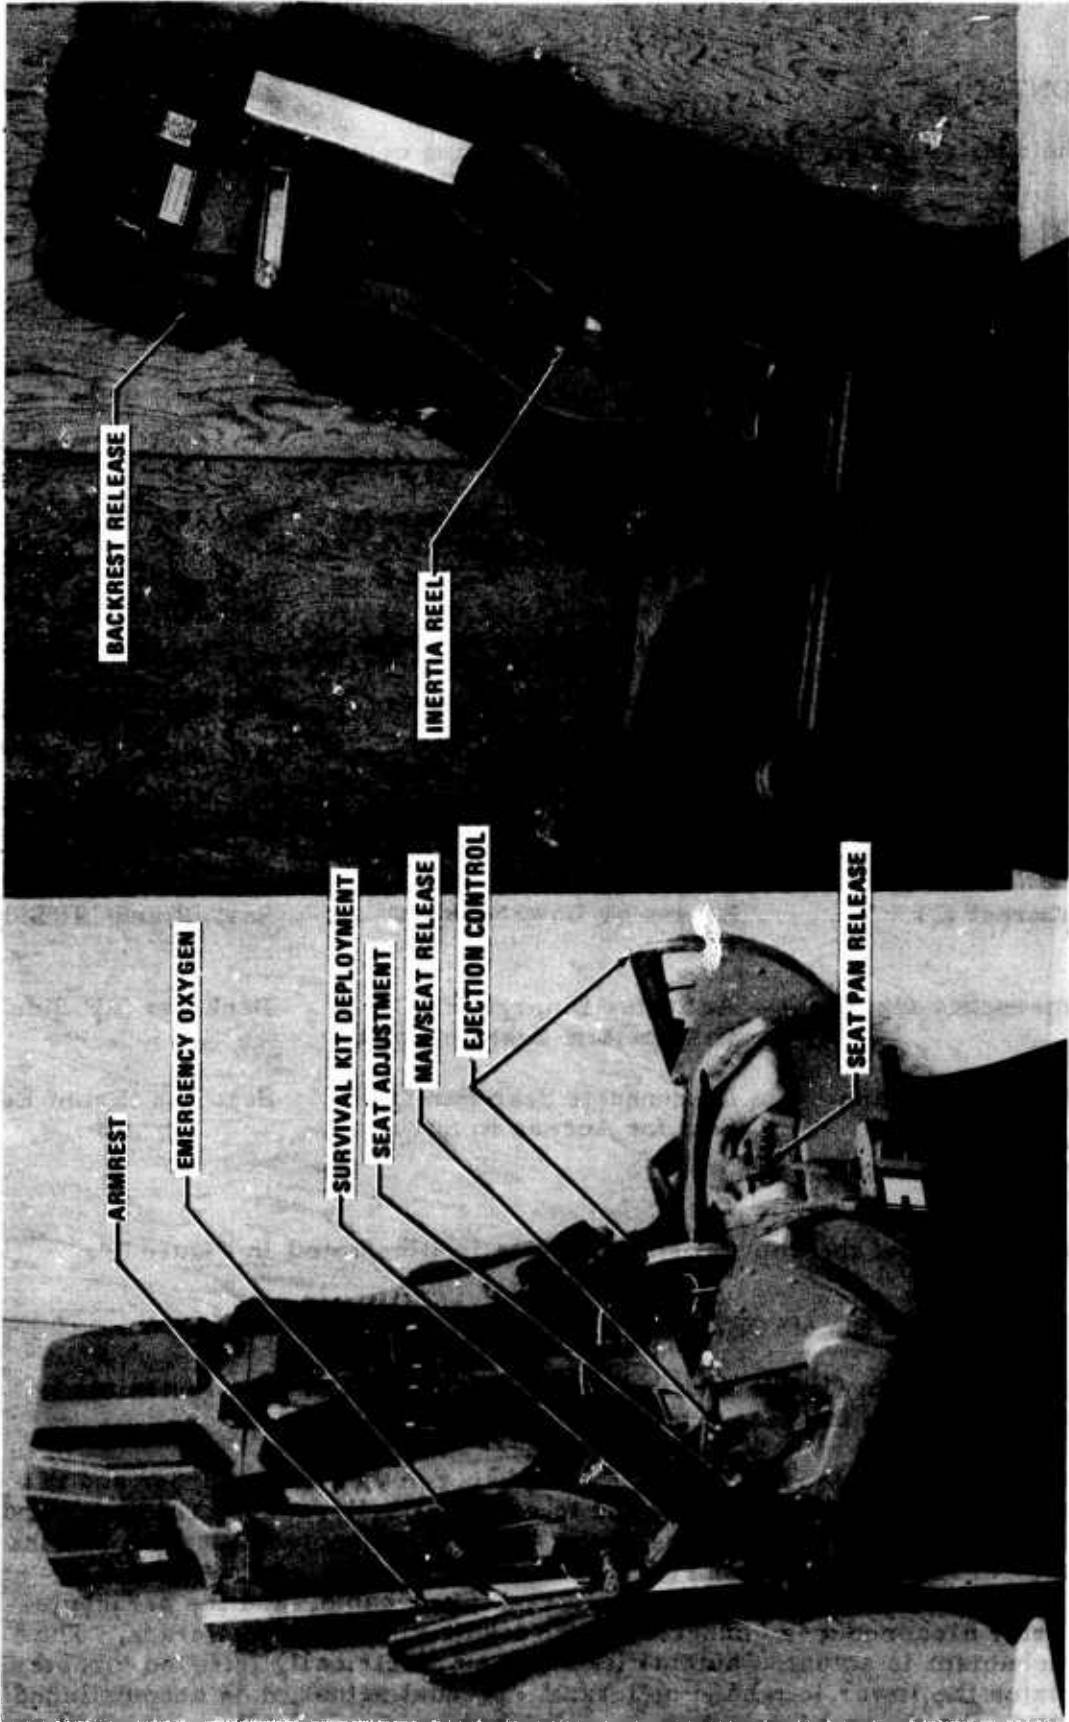 ARMREST
EMERGENCY OXYGEN
SURVIVAL KIT DEPLOYMENT
SEAT ADJUSTMENT
MAN/SEAT RELEASE
EJECTION CONTROL
SEAT PAN RELEASE
BACKREST RELEASE
INERTIA REEL